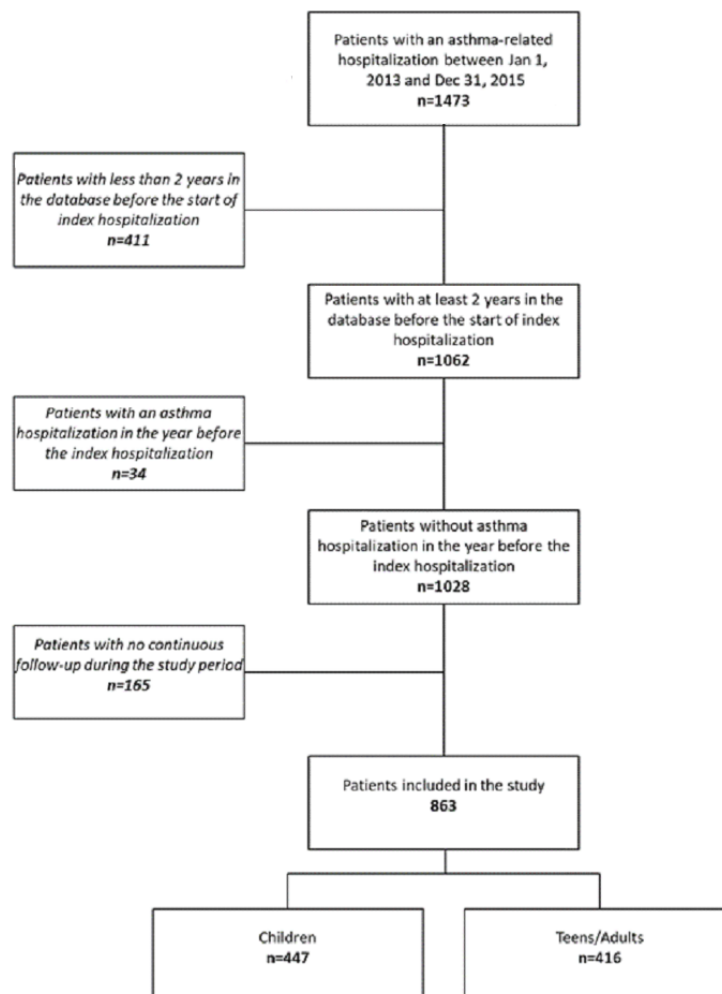 Patients with an asthma-related
hospitalization between Jan 1,
2013 and Dec 31, 2015
n=1473
Patients with less than 2 years in
the database before the start of
index hospitalization
n=411
Patients with at least 2 years in the
database before the start of index
hospitalization
n=1062
Patients with an asthma
hospitalization in the year before
the index hospitalization
n=34
Patients without asthma
hospitalization in the year before the
index hospitalization
n=1028
Patients with no continuous
follow-up during the study period
n=165
Patients included in the study
863
Children
n=447
Teens/Adults
n=416